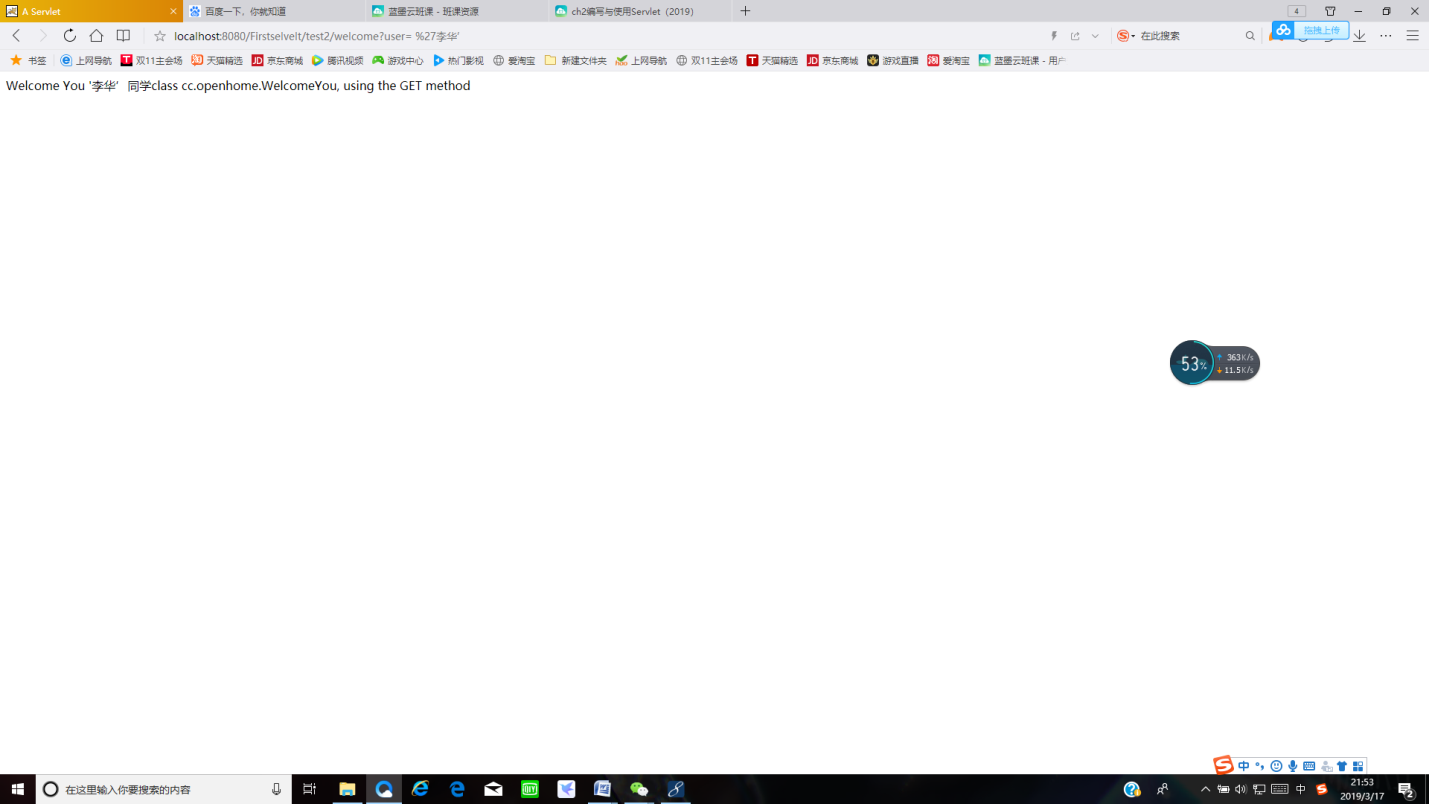 A Servlet
百度一下，你就知道
蓝墨云班课 - 班课资源
ch2编写与使用Servlet（2019）
4
localhost:8080/Firstselvelt/test2/welcome?user= %27李华'
在此搜索
拖拽上传
书签 上网导航 双11主会场 天猫精选 京东商城 腾讯视频 游戏中心 热门影视 爱淘宝 新建文件夹 上网导航 双11主会场 天猫精选 京东商城 游戏直播 爱淘宝 蓝墨云班课 - 用户
Welcome You '李华' 同学class cc.openhome.WelcomeYou, using the GET method
53%
363K/s
11.5K/s
中
在这里输入你要搜索的内容
中
21:53
2019/3/17
2